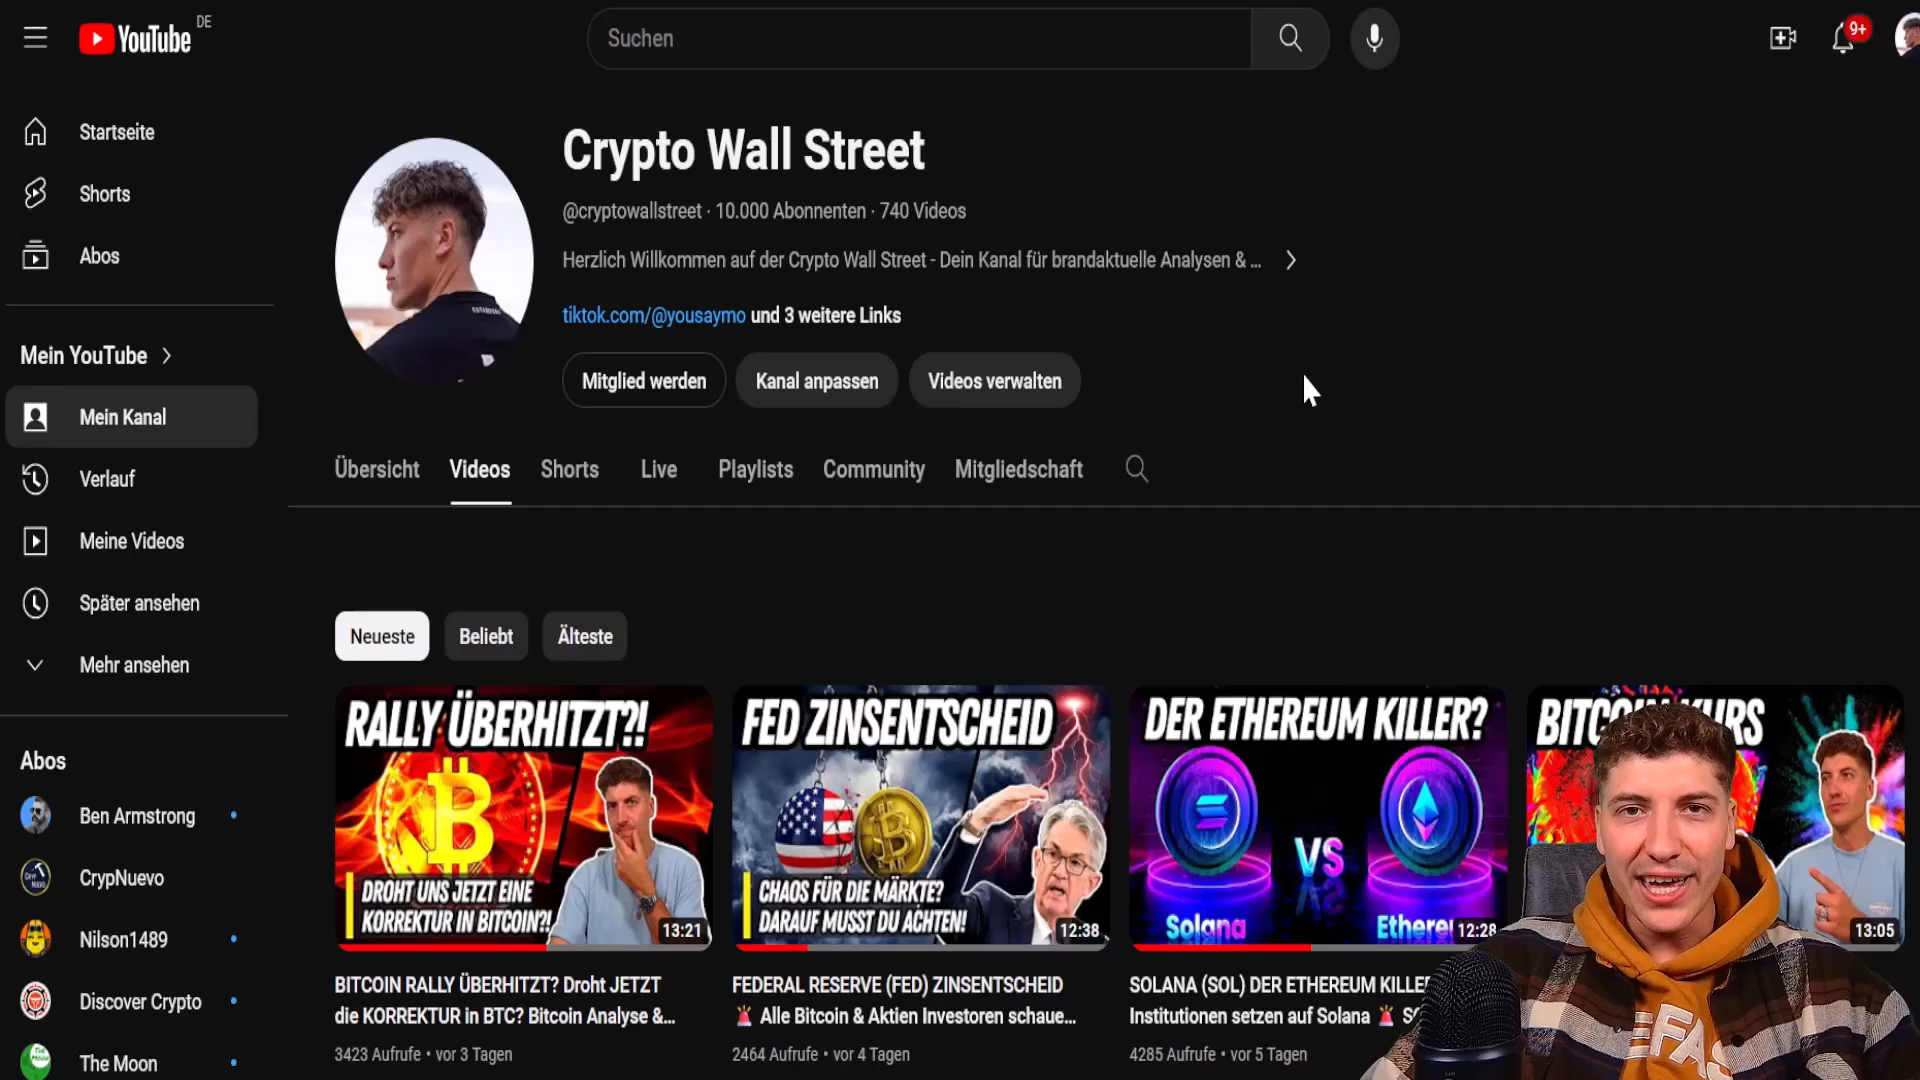 YouTube DE
Suchen
9+
Startseite
Shorts
Abos
Mein YouTube
Mein Kanal
Verlauf
Meine Videos
Später ansehen
Mehr ansehen
Abos
Ben Armstrong
CrypNuevo
Nilson1489
Discover Crypto
The Moon
Crypto Wall Street
@cryptowallstreet · 10.000 Abonnenten · 740 Videos
Herzlich Willkommen auf der Crypto Wall Street - Dein Kanal für brandaktuelle Analysen & ...
tiktok.com/@yousaymo und 3 weitere Links
Mitglied werden
Kanal anpassen
Videos verwalten
Übersicht
Videos
Shorts
Live
Playlists
Community
Mitgliedschaft
Neueste
Beliebt
Älteste
RALLY ÜBERHITZT?!
DROHT UNS JETZT EINE
KORREKTUR IN BITCOIN?!
13:21
BITCOIN RALLY ÜBERHITZT? Droht JETZT
die KORREKTUR in BTC? Bitcoin Analyse &...
3423 Aufrufe • vor 3 Tagen
FED ZINSENTSCHEID
CHAOS FÜR DIE MÄRKTE?
DARAUF MUSST DU ACHTEN!
12:38
FEDERAL RESERVE (FED) ZINSENTSCHEID
🚨 Alle Bitcoin & Aktien Investoren schaue...
2464 Aufrufe • vor 4 Tagen
DER ETHEREUM KILLER?
VS
Solana
Ethere
12:28
SOLANA (SOL) DER ETHEREUM KILLE
Institutionen setzen auf Solana 🚨 S
4285 Aufrufe • vor 5 Tagen
13:05